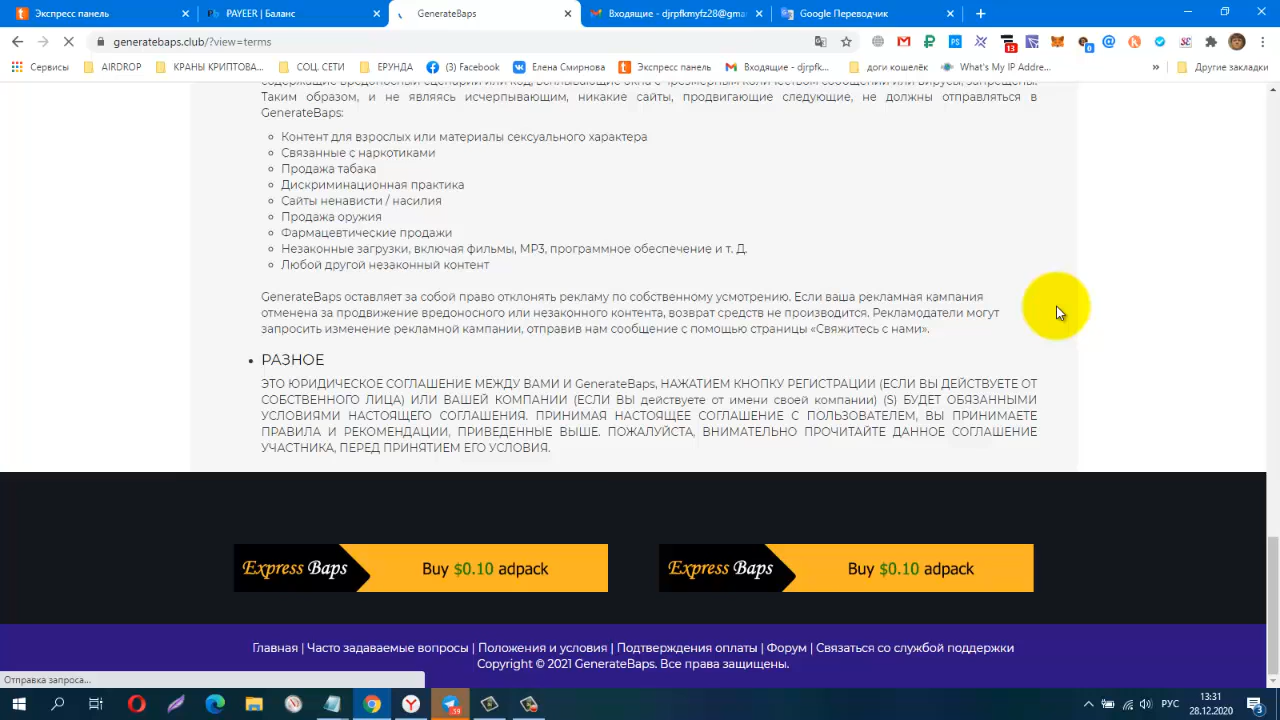 Экспресс панель
PAYEER | Баланс
GenerateBaps
Входящие - djrpfkmyfz28@gma
Google Переводчик
generatebaps.club/?view=terms
13
0
Сервисы
AIRDROP
КРАНЫ КРИПТОВА...
СОЦ. СЕТИ
ЕРУНДА
(3) Facebook
Елена Смирнова
Экспресс панель
Входящие - djrpfk...
доги кошелёк
What's My IP Addre...
»
Другие закладки
Таким образом, и не являясь исчерпывающим, никакие сайты, продвигающие следующие, не должны отправляться в
GenerateBaps:
Контент для взрослых или материалы сексуального характера
Связанные с наркотиками
Продажа табака
Дискриминационная практика
Сайты ненависти / насилия
Продажа оружия
Фармацевтические продажи
Незаконные загрузки, включая фильмы, MP3, программное обеспечение и т. Д.
Любой другой незаконный контент
GenerateBaps оставляет за собой право отклонять рекламу по собственному усмотрению. Если ваша рекламная кампания
отменена за продвижение вредоносного или незаконного контента, возврат средств не производится. Рекламодатели могут
запросить изменение рекламной кампании, отправив нам сообщение с помощью страницы «Свяжитесь с нами».
РАЗНОЕ
ЭТО ЮРИДИЧЕСКОЕ СОГЛАШЕНИЕ МЕЖДУ ВАМИ И GenerateBaps, НАЖАТИЕМ КНОПКУ РЕГИСТРАЦИИ (ЕСЛИ ВЫ ДЕЙСТВУЕТЕ ОТ
СОБСТВЕННОГО ЛИЦА) ИЛИ ВАШЕЙ КОМПАНИИ (ЕСЛИ ВЫ действуете от имени своей компании) (S) БУДЕТ ОБЯЗАННЫМИ
УСЛОВИЯМИ НАСТОЯЩЕГО СОГЛАШЕНИЯ. ПРИНИМАЯ НАСТОЯЩЕЕ СОГЛАШЕНИЕ С ПОЛЬЗОВАТЕЛЕМ, ВЫ ПРИНИМАЕТЕ
ПРАВИЛА И РЕКОМЕНДАЦИИ, ПРИВЕДЕННЫЕ ВЫШЕ. ПОЖАЛУЙСТА, ВНИМАТЕЛЬНО ПРОЧИТАЙТЕ ДАННОЕ СОГЛАШЕНИЕ
УЧАСТНИКА, ПЕРЕД ПРИНЯТИЕМ ЕГО УСЛОВИЯ.
Express Baps Buy $0.10 adpack
Express Baps Buy $0.10 adpack
Главная | Часто задаваемые вопросы | Положения и условия | Подтверждения оплаты | Форум | Связаться со службой поддержки
Copyright © 2021 GenerateBaps. Все права защищены.
Отправка запроса...
59
РУС
13:31
28.12.2020
3